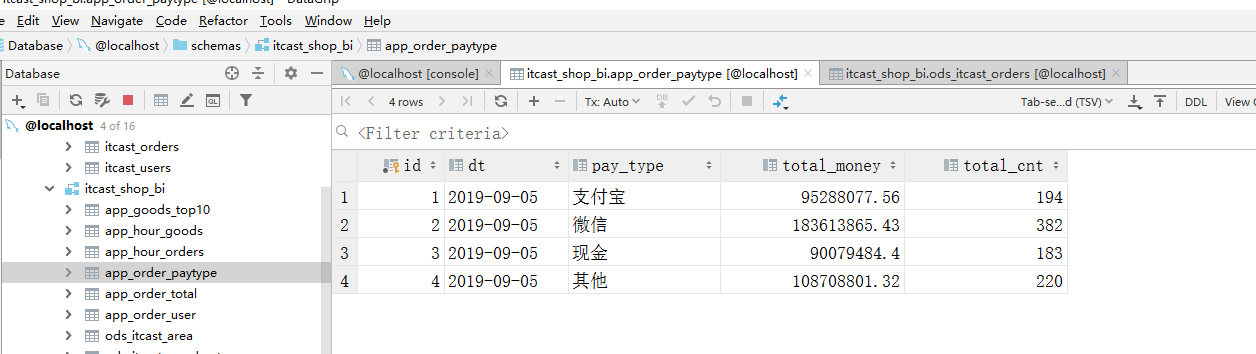 itcast_shop_bi.app_order_paytype [@localhost] - DataGrip
e Edit View Navigate Code Refactor Tools Window Help
Database @localhost schemas itcast_shop_bi app_order_paytype
Database
@localhost [console] itcast_shop_bi.app_order_paytype [@localhost] itcast_shop_bi.ods_itcast_orders [@localhost]
4 rows Tx: Auto DB Tab-se...d (TSV) DDL View
QL
@localhost 4 of 16
<Filter criteria>
itcast_orders
itcast_users
itcast_shop_bi
app_goods_top10
app_hour_goods
app_hour_orders
app_order_paytype
app_order_total
app_order_user
ods_itcast_area
id dt pay_type total_money total_cnt
1 1 2019-09-05 支付宝 95288077.56 194
2 2 2019-09-05 微信 183613865.43 382
3 3 2019-09-05 现金 90079484.4 183
4 4 2019-09-05 其他 108708801.32 220